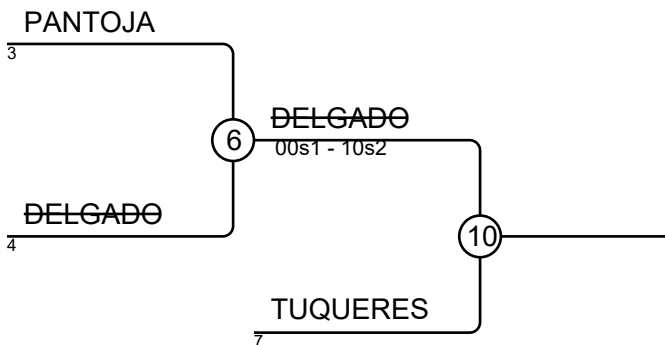 PANTOJA
3
6
DELGADO
00s1 - 10s2
DELGADO
4
10
TUQUERES
7